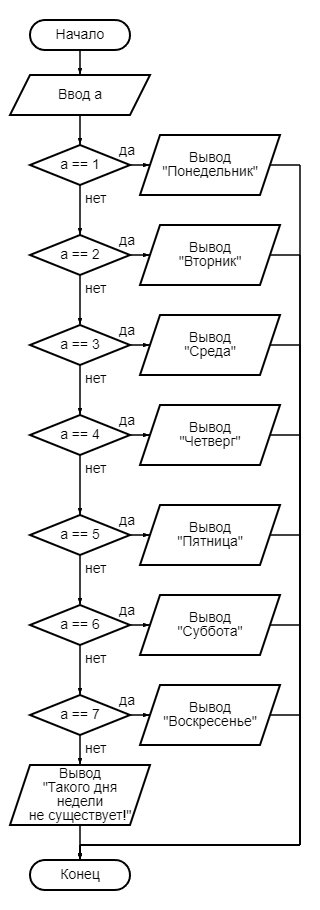 Начало
Ввод a
a == 1
да
Вывод
"Понедельник"
нет
a == 2
да
Вывод
"Вторник"
нет
a == 3
да
Вывод
"Среда"
нет
a == 4
да
Вывод
"Четверг"
нет
a == 5
да
Вывод
"Пятница"
нет
a == 6
да
Вывод
"Суббота"
нет
a == 7
да
Вывод
"Воскресенье"
нет
Вывод
"Такого дня
недели
не существует!"
Конец